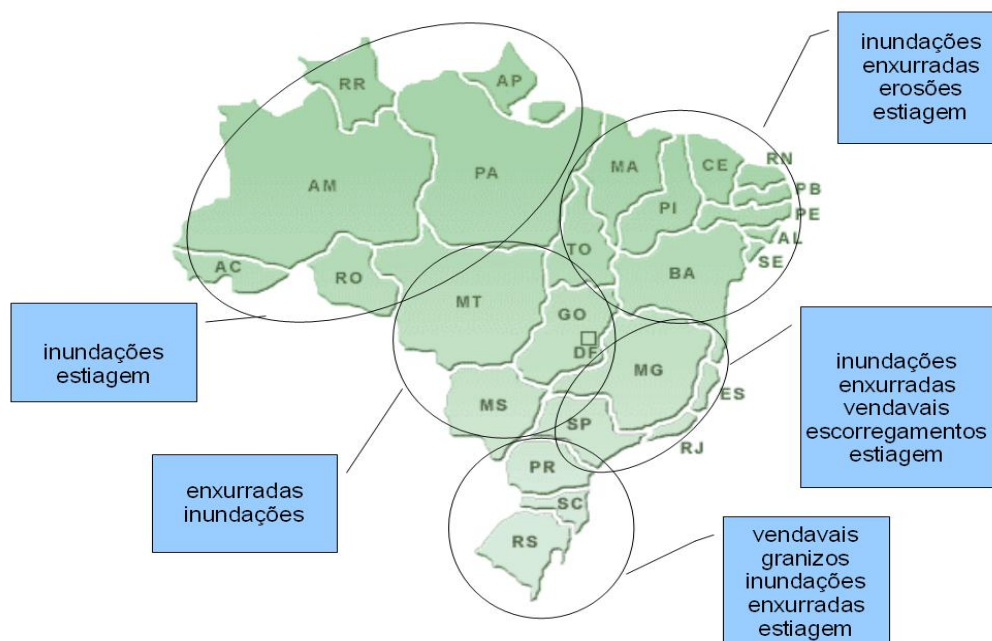 inundações
enxurradas
erosões
estiagem
RR
AP
AM
PA
MA
CE
RN
PB
PI
PE
AL
TO
SE
AC
RO
BA
MT
GO
DF
inundações
estiagem
MG
ES
MS
SP
RJ
inundações
enxurradas
vendavais
escorregamentos
estiagem
PR
enxurradas
inundações
SC
RS
vendavais
granizos
inundações
enxurradas
estiagem